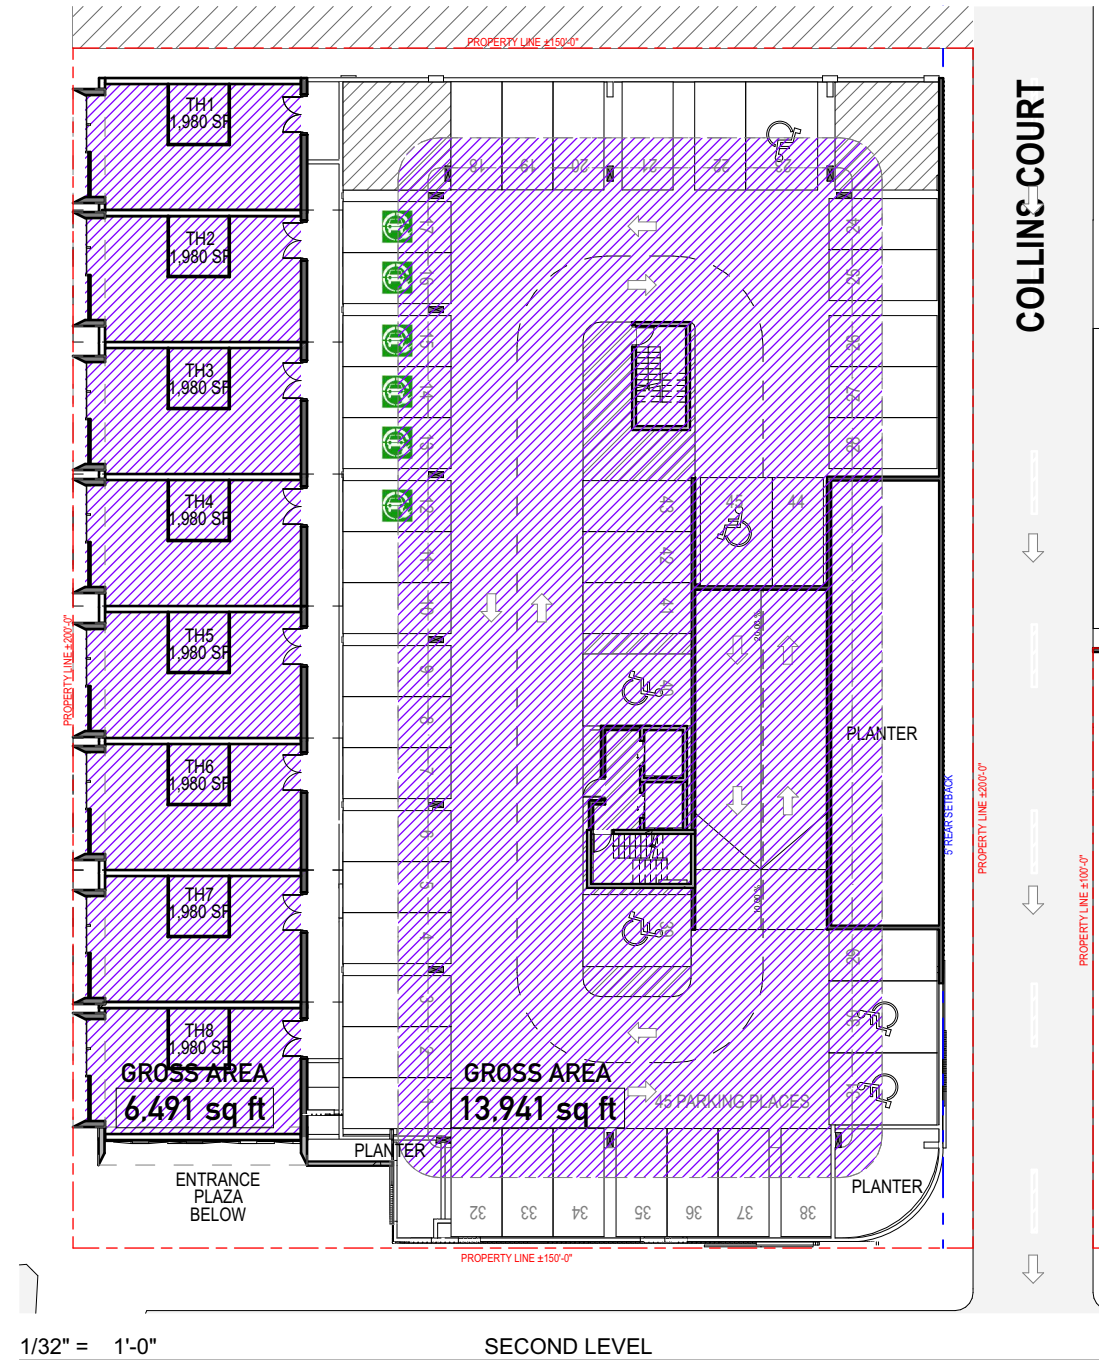 PROPERTY LINE ±150'-0"
COLLINS COURT
TH1
1,980 SF
18
19
20
21
22
23
17
24
TH2
1,980 SF
16
25
15
26
TH3
1,980 SF
14
27
13
28
TH4
1,980 SF
12
43
45
44
11
42
10
41
20.00 %
TH5
1,980 SF
9
40
PROPERTY LINE ±200'-0"
8
PLANTER
TH6
1,980 SF
7
6
5' REAR SETBACK
PROPERTY LINE ±200'-0"
5
TH7
1,980 SF
10.00 %
4
39
29
PROPERTY LINE ±100'-0"
3
30
TH8
1,980 SF
2
GROSS AREA
6,491 sq ft
GROSS AREA
13,941 sq ft
1
45 PARKING PLACES
31
PLANTER
ENTRANCE
PLAZA
BELOW
PLANTER
32
33
34
35
36
37
38
PROPERTY LINE ±150'-0"
1/32" = 1'-0"
SECOND LEVEL